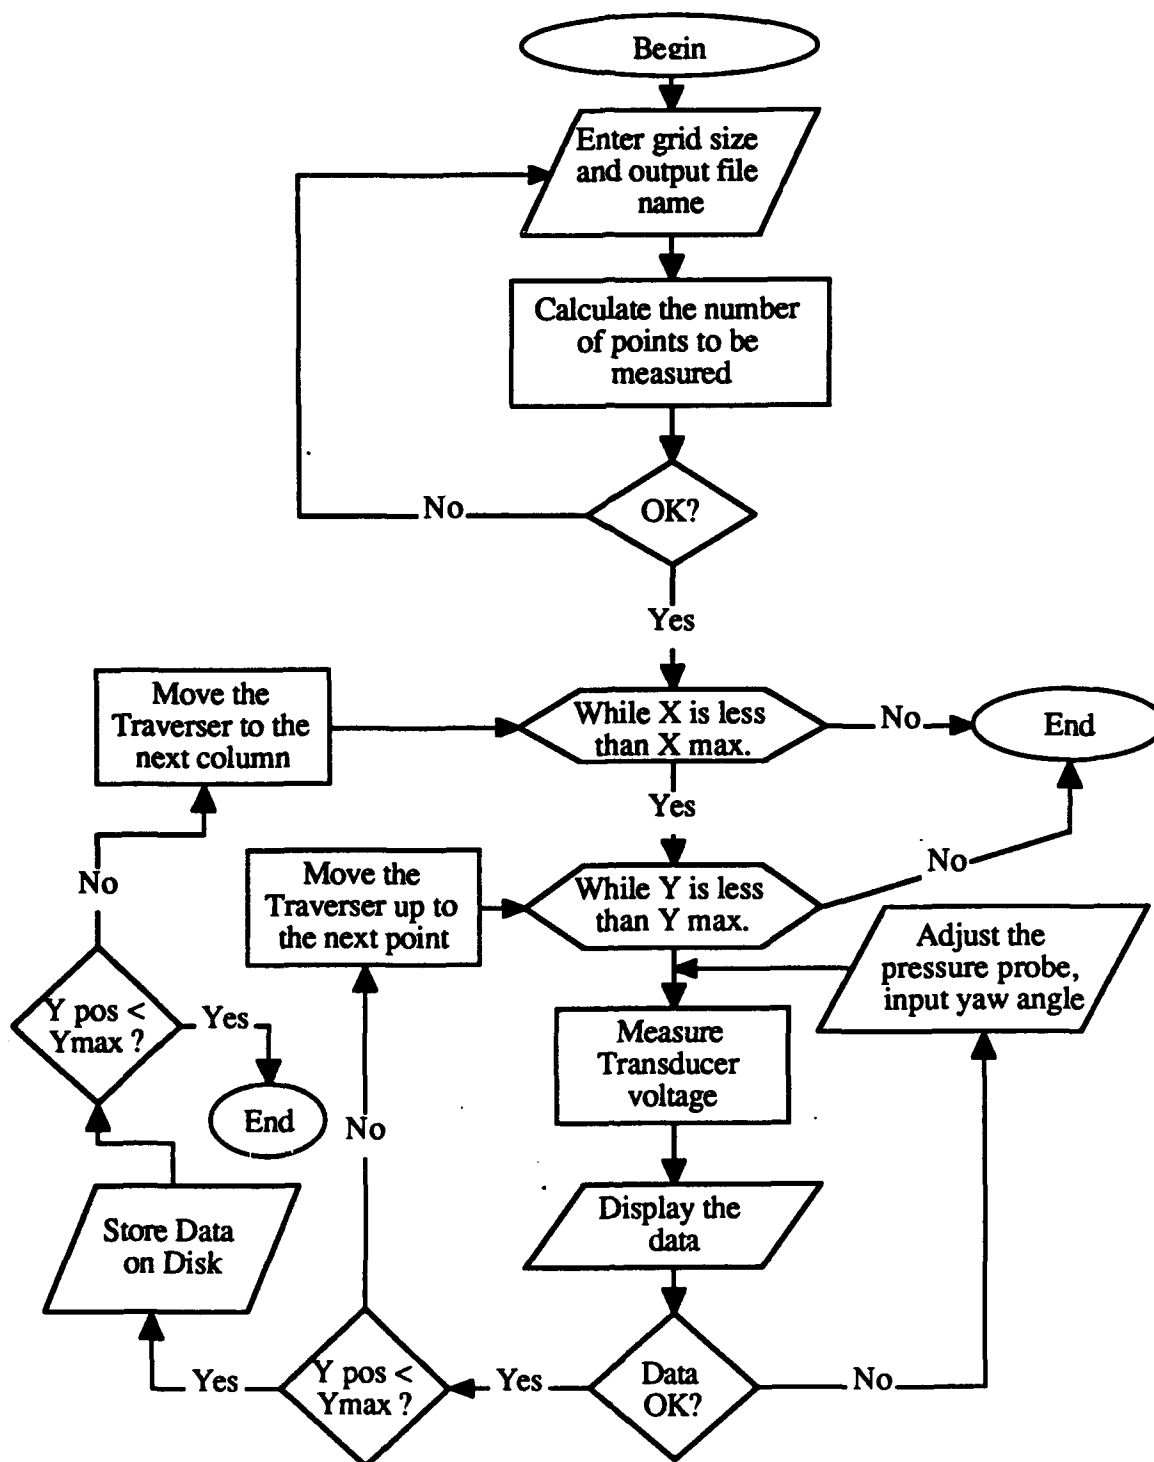 Begin
Enter grid size
and output file
name
Calculate the number
of points to be
measured
OK?
No
Yes
Move the
Traverser to the
next column
While X is less
than X max.
No
End
Yes
Move the
Traverser up to
the next point
While Y is less
than Y max.
No
Adjust the
pressure probe,
input yaw angle
No
Y pos <
Ymax ?
Yes
End
Measure
Transducer
voltage
No
Store Data
on Disk
Display the
data
Yes
Y pos <
Ymax ?
Yes
Data
OK?
No